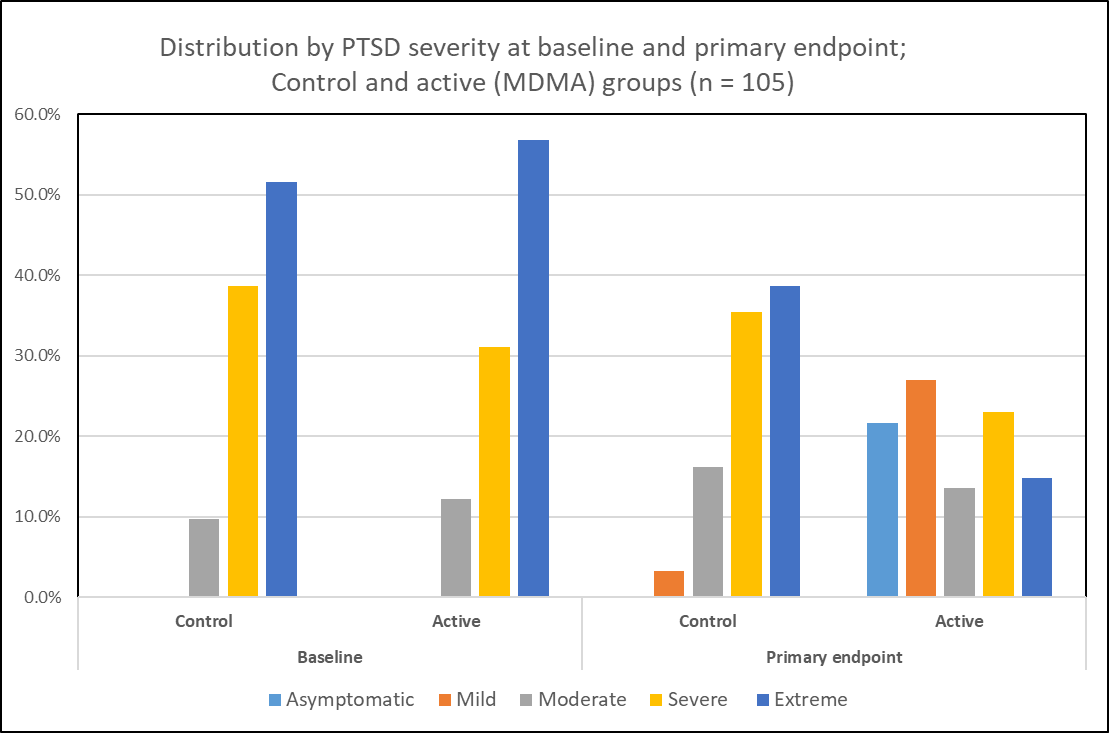 Distribution by PTSD severity at baseline and primary endpoint;
Control and active (MDMA) groups (n = 105)
60.0%
50.0%
40.0%
30.0%
20.0%
10.0%
0.0%
Control Active Control Active
Baseline Primary endpoint
Asymptomatic Mild Moderate Severe Extreme